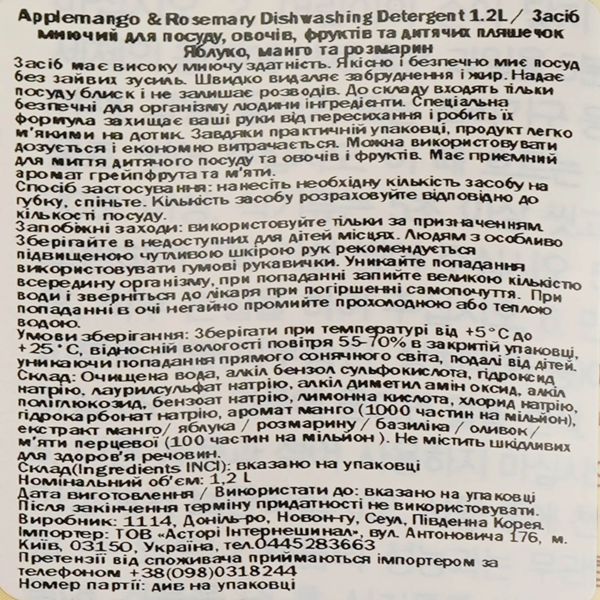 Applemango & Rosemary Dishwashing Detergent 1.2L / Засіб
миючий для посуду, овочів, фруктів та дитячих пляшечок
Яблуко, манго та розмарин
Засіб має високу миючу здатність. Якісно і безпечно миє посуд
без зайвих зусиль. Швидко видаляє забруднення і жир. Надає
посуду блиск і не залишає розводів. До складу входять тільки
безпечні для організму людини інгредієнти. Спеціальна
формула захищає ваші руки від пересихання і робить їх
м'якими на дотик. Завдяки практичній упаковці, продукт легко
дозується і економно витрачається. Можна використовувати
для миття дитячого посуду та овочів і фруктів. Має приємний
аромат грейпфрута та м'яти.
Спосіб застосування: нанесіть необхідну кількість засобу на
губку, спіньте. Кількість засобу розраховуйте відповідно до
кількості посуду.
Запобіжні заходи: використовуйте тільки за призначенням.
Зберігайте в недоступних для дітей місцях. Людям з особливо
підвищеною чутливою шкірою рук рекомендується
використовувати гумові рукавички. Уникайте попадання
всередину організму, при попаданні запийте великою кількістю
води і зверніться до лікаря при погіршенні самопочуття. При
попаданні в очі негайно промийте прохолодною або теплою
водою.
Умови зберігання: Зберігати при температурі від +5°C до
+25°C, відносній вологості повітря 55-70% в закритій упаковці,
уникаючи попадання прямого сонячного світа, подалі від дітей.
Склад: Очищена вода, алкіл бензол сульфокислота, гідроксид
натрію, лаурилсульфат натрію, алкіл диметил амін оксид, алкіл
поліглюкозид, бензоат натрію, лимонна кислота, хлорид натрію,
гідрокарбонат натрію, аромат манго (1000 частин на мільйон),
екстракт манго/ яблука / розмарину / базиліка / оливок /
м'яти перцевої (100 частин на мільйон ). Не містить шкідливих
для здоров'я речовин.
Склад(Ingredients INCI): вказано на упаковці
Номінальний об'єм: 1,2 L
Дата виготовлення / Використати до: вказано на упаковці
Після закінчення терміну придатності не використовувати.
Виробник: 1114, Доніль-ро, Новон-гу, Сеул, Південна Корея.
Імпортер: ТОВ «Асторі Інтернешинал», вул. Антоновича 176, м.
Київ, 03150, Україна, тел.0445283663
Претензії від споживача приймаються імпортером за
телефоном +38(098)0318244
Номер партії: див на упаковці